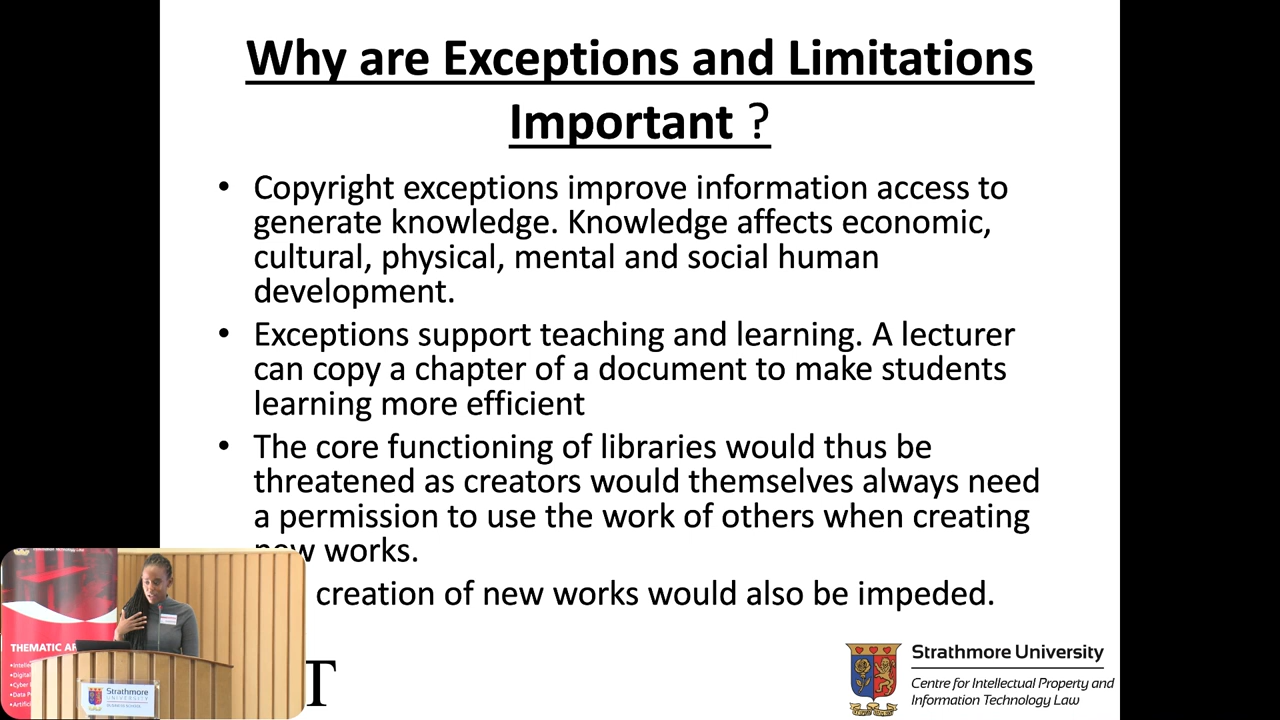 Why are Exceptions and Limitations
Important ?
• Copyright exceptions improve information access to
generate knowledge. Knowledge affects economic,
cultural, physical, mental and social human
development.
• Exceptions support teaching and learning. A lecturer
can copy a chapter of a document to make students
learning more efficient
• The core functioning of libraries would thus be
threatened as creators would themselves always need
a permission to use the work of others when creating
new works.
creation of new works would also be impeded.
THEMATIC
Strathmore
BUSINESS SCHOOL
T
Strathmore University
Centre for Intellectual Property and
Information Technology Law